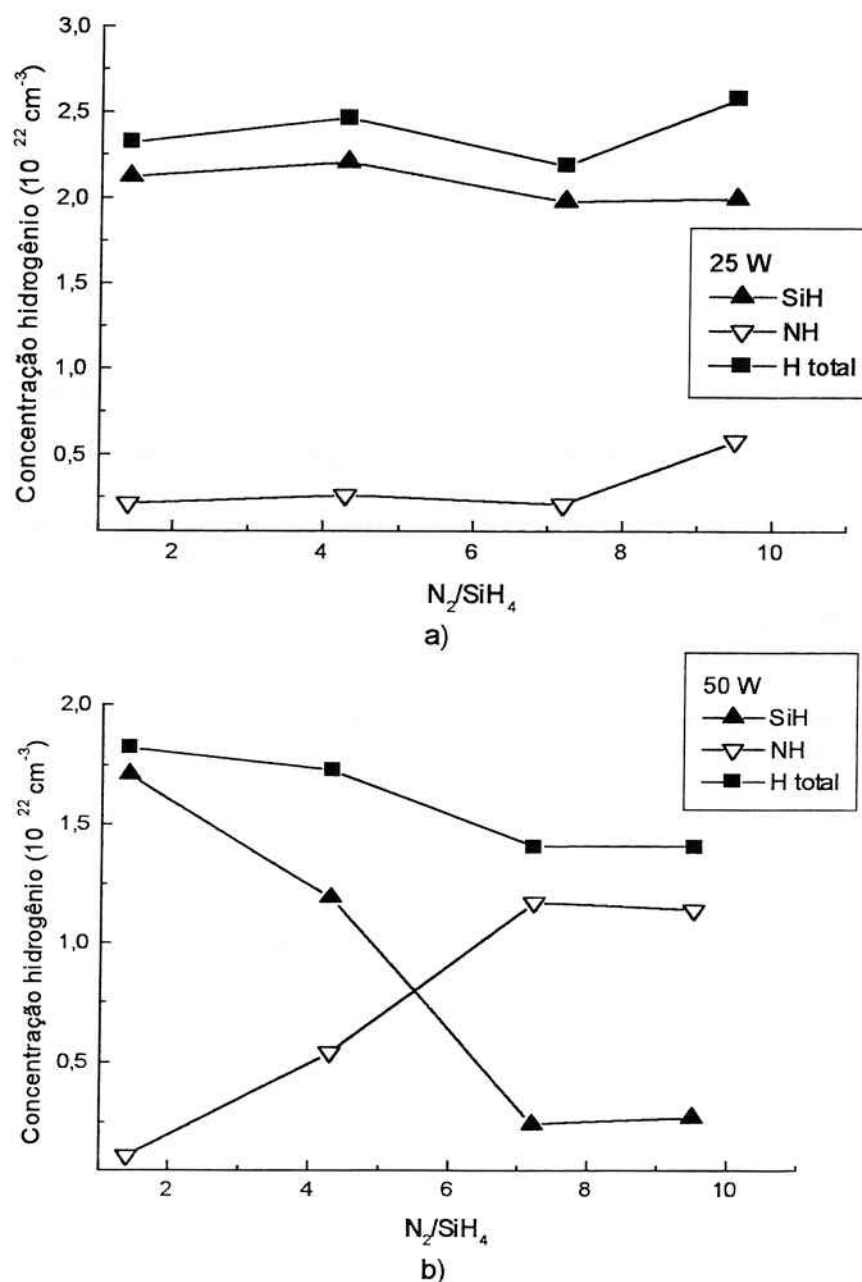 3,0
2,5
2,0
1,5
1,0
0,5
Concentração hidrogênio (10 22 cm-3)
25 W
SiH
NH
H total
2 4 6 8 10
N2/SiH4
a)
50 W
SiH
NH
H total
2,0
1,5
1,0
0,5
Concentração hidrogênio (10 22 cm-3)
2 4 6 8 10
N2/SiH4
b)